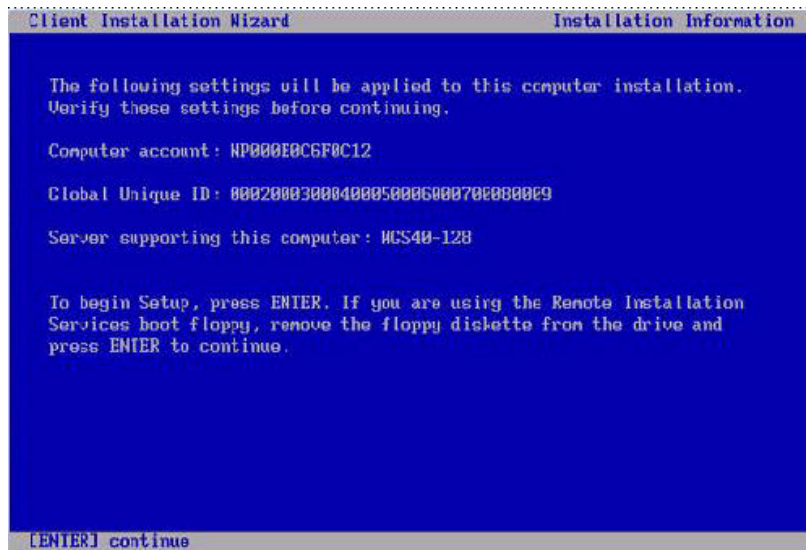 Client Installation Wizard
Installation Information
The following settings will be applied to this computer installation.
Verify these settings before continuing.
Computer account: NP000E0C6F0C12
Global Unique ID:
Server supporting this computer: WCS40-128
To begin Setup, press ENTER. If you are using the Remote Installation
Services boot floppy, remove the floppy diskette from the drive and
press ENTER to continue.
[ENTER] continue